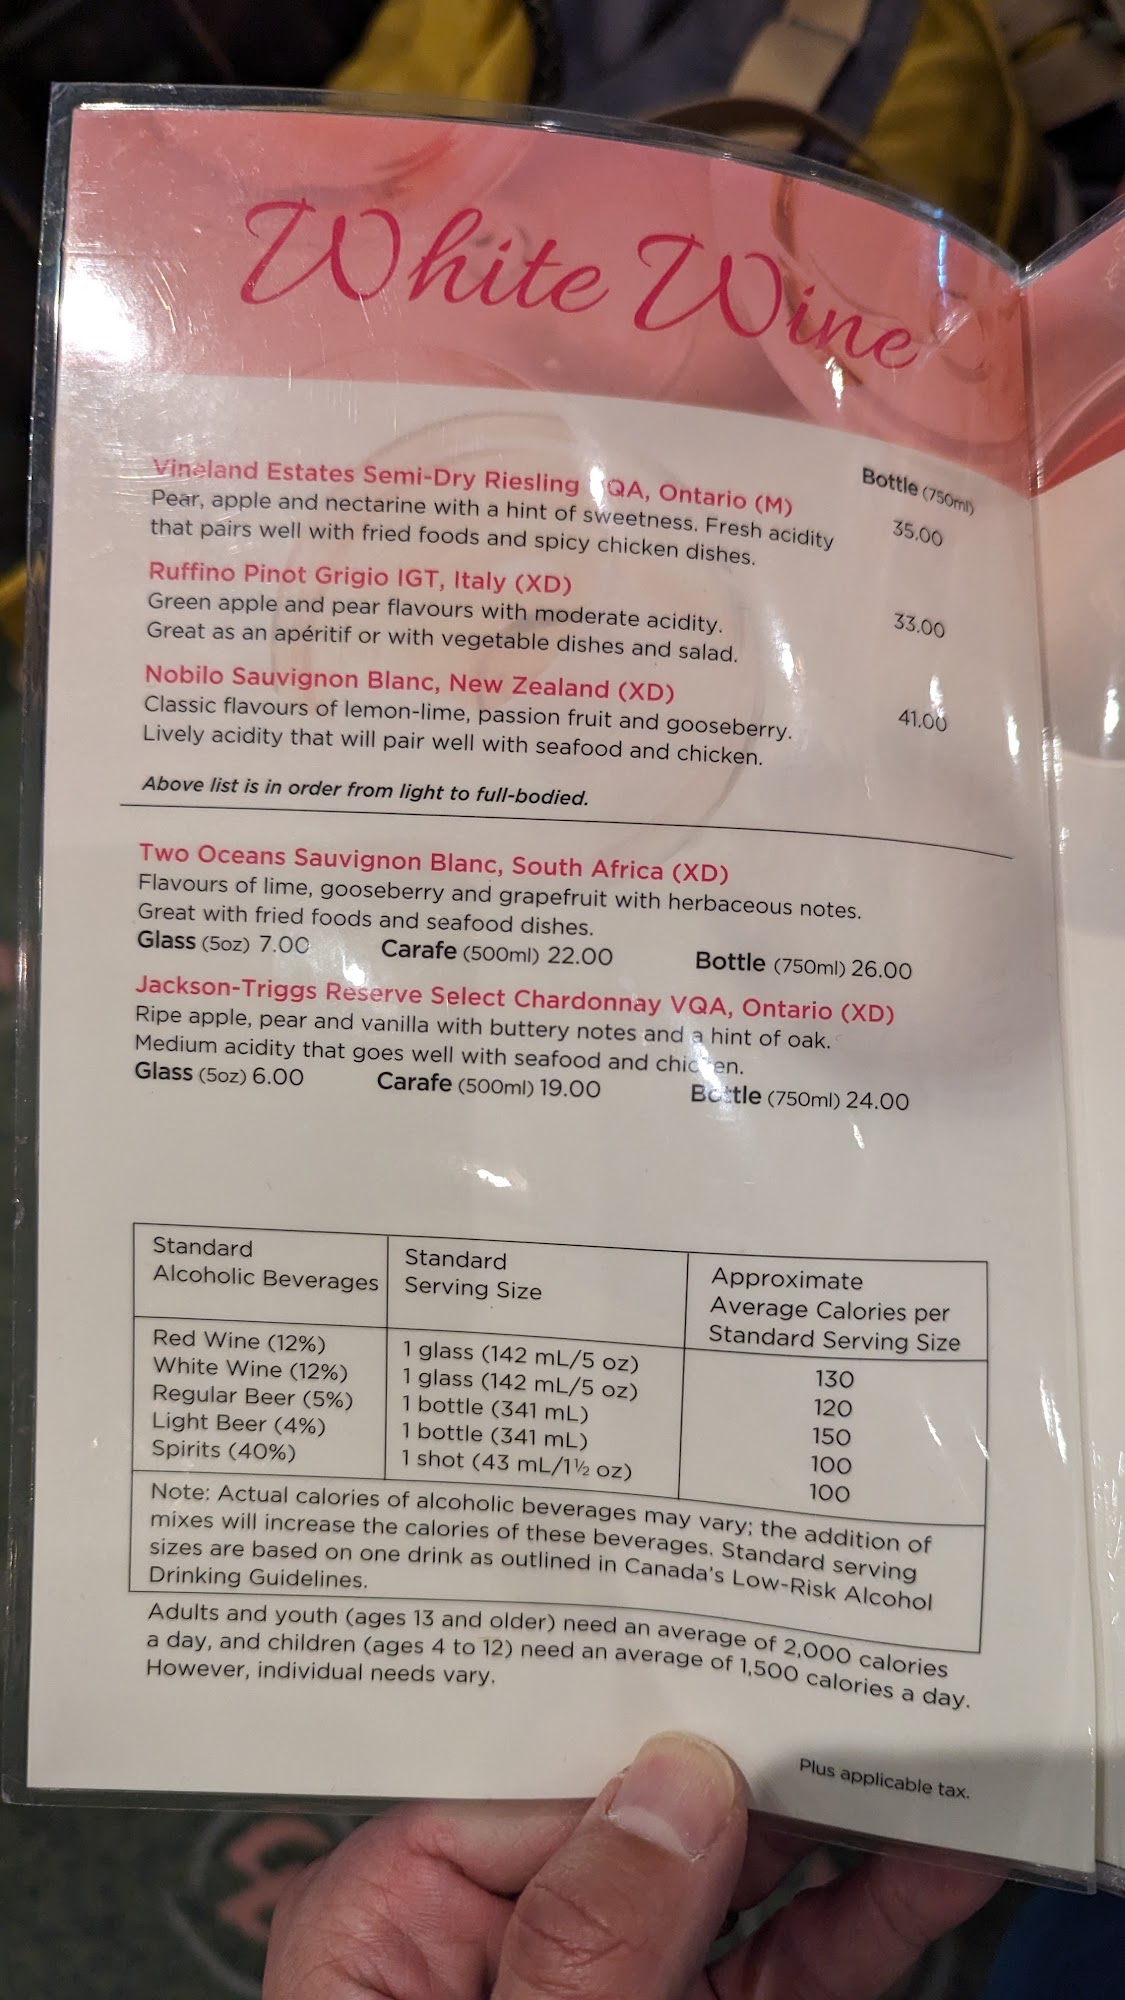 White Wine
Bottle (750ml)
Vineland Estates Semi-Dry Riesling QA, Ontario (M)
Pear, apple and nectarine with a hint of sweetness. Fresh acidity
that pairs well with fried foods and spicy chicken dishes.
35.00
Ruffino Pinot Grigio IGT, Italy (XD)
Green apple and pear flavours with moderate acidity.
Great as an apéritif or with vegetable dishes and salad.
33.00
Nobilo Sauvignon Blanc, New Zealand (XD)
Classic flavours of lemon-lime, passion fruit and gooseberry.
Lively acidity that will pair well with seafood and chicken.
41.00
Above list is in order from light to full-bodied.
Two Oceans Sauvignon Blanc, South Africa (XD)
Flavours of lime, gooseberry and grapefruit with herbaceous notes.
Great with fried foods and seafood dishes.
Glass (5oz) 7.00 Carafe (500ml) 22.00 Bottle (750ml) 26.00
Jackson-Triggs Reserve Select Chardonnay VQA, Ontario (XD)
Ripe apple, pear and vanilla with buttery notes and a hint of oak.
Medium acidity that goes well with seafood and chicken.
Glass (5oz) 6.00 Carafe (500ml) 19.00 Bottle (750ml) 24.00
Standard
Alcoholic Beverages
Standard
Serving Size
Approximate
Average Calories per
Standard Serving Size
Red Wine (12%) 1 glass (142 mL/5 oz) 130
White Wine (12%) 1 glass (142 mL/5 oz) 120
Regular Beer (5%) 1 bottle (341 mL) 150
Light Beer (4%) 1 bottle (341 mL) 100
Spirits (40%) 1 shot (43 mL/1½ oz) 100
Note: Actual calories of alcoholic beverages may vary; the addition of
mixes will increase the calories of these beverages. Standard serving
sizes are based on one drink as outlined in Canada's Low-Risk Alcohol
Drinking Guidelines.
Adults and youth (ages 13 and older) need an average of 2,000 calories
a day, and children (ages 4 to 12) need an average of 1,500 calories a day.
However, individual needs vary.
Plus applicable tax.